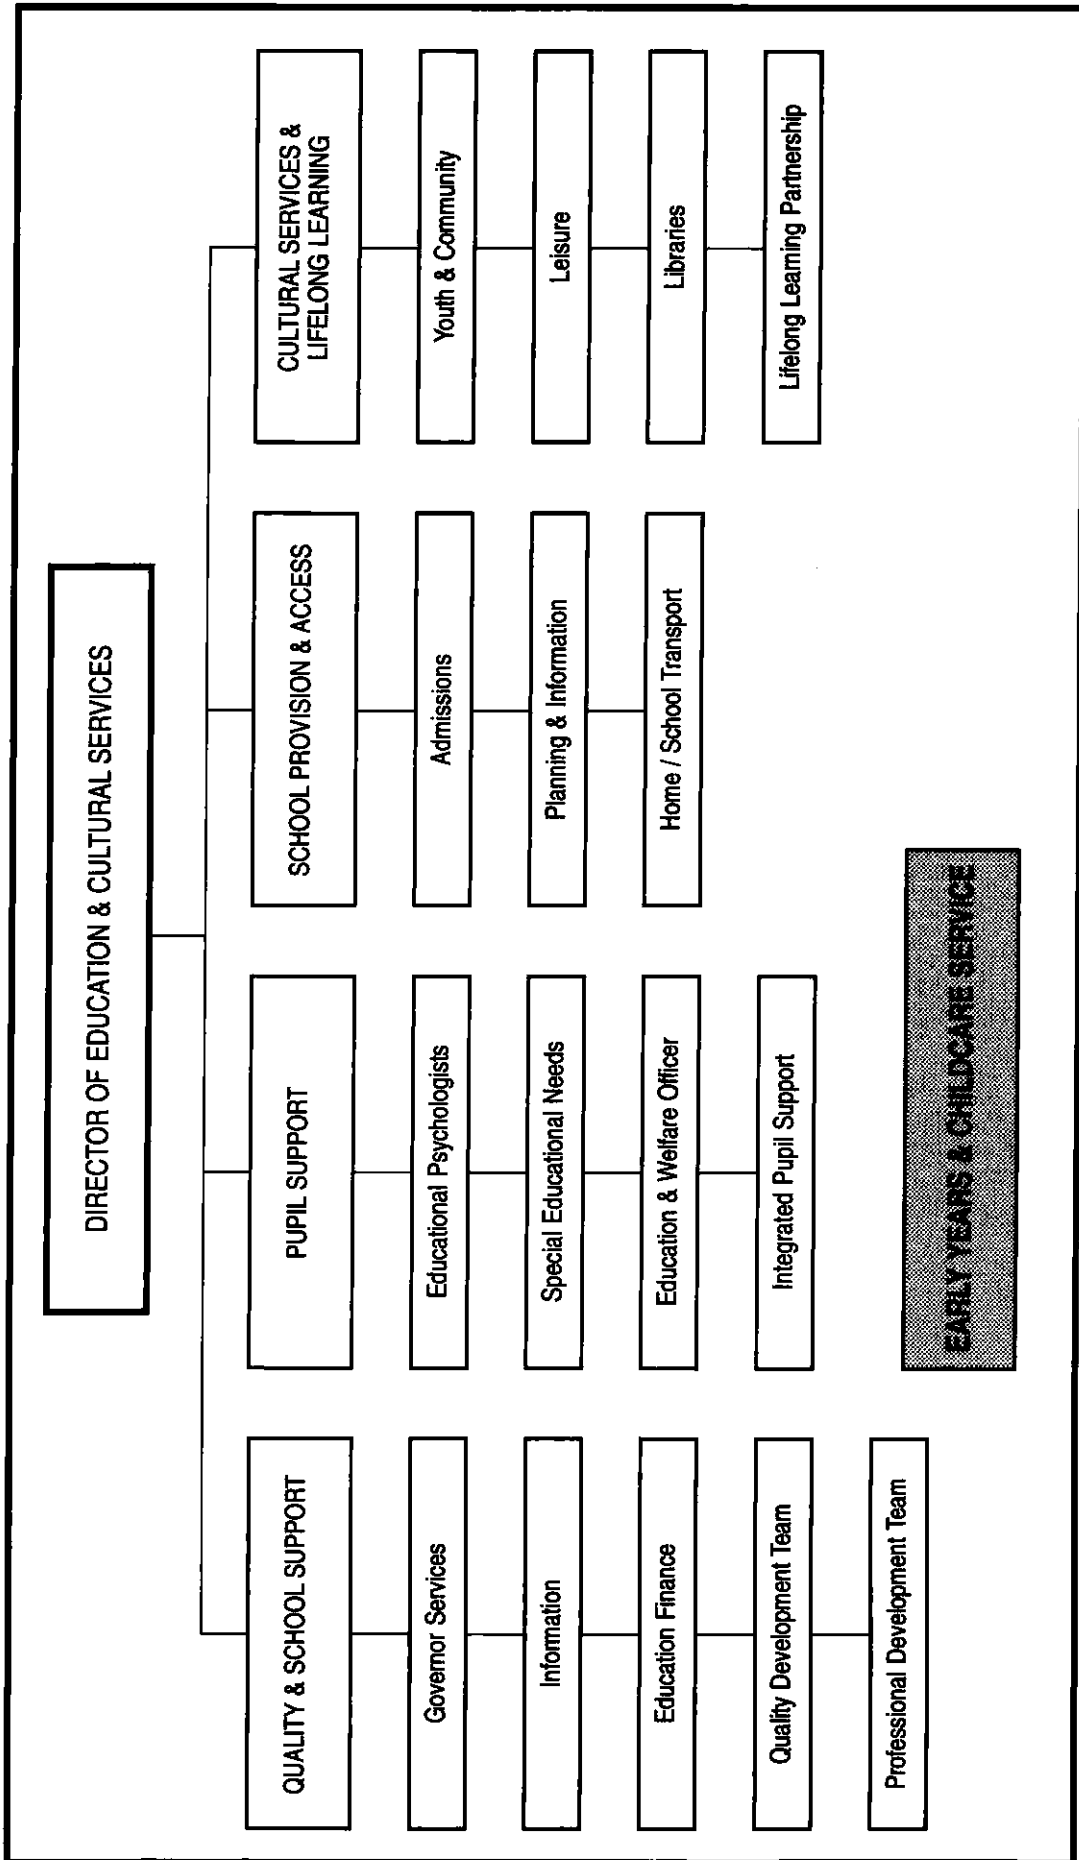 DIRECTOR OF EDUCATION & CULTURAL SERVICES
QUALITY & SCHOOL SUPPORT
Governor Services
Information
Education Finance
Quality Development Team
Professional Development Team
PUPIL SUPPORT
Educational Psychologists
Special Educational Needs
Education & Welfare Officer
Integrated Pupil Support
SCHOOL PROVISION & ACCESS
Admissions
Planning & Information
Home / School Transport
CULTURAL SERVICES &
LIFELONG LEARNING
Youth & Community
Leisure
Libraries
Lifelong Learning Partnership
EARLY YEARS & CHILDCARE SERVICE